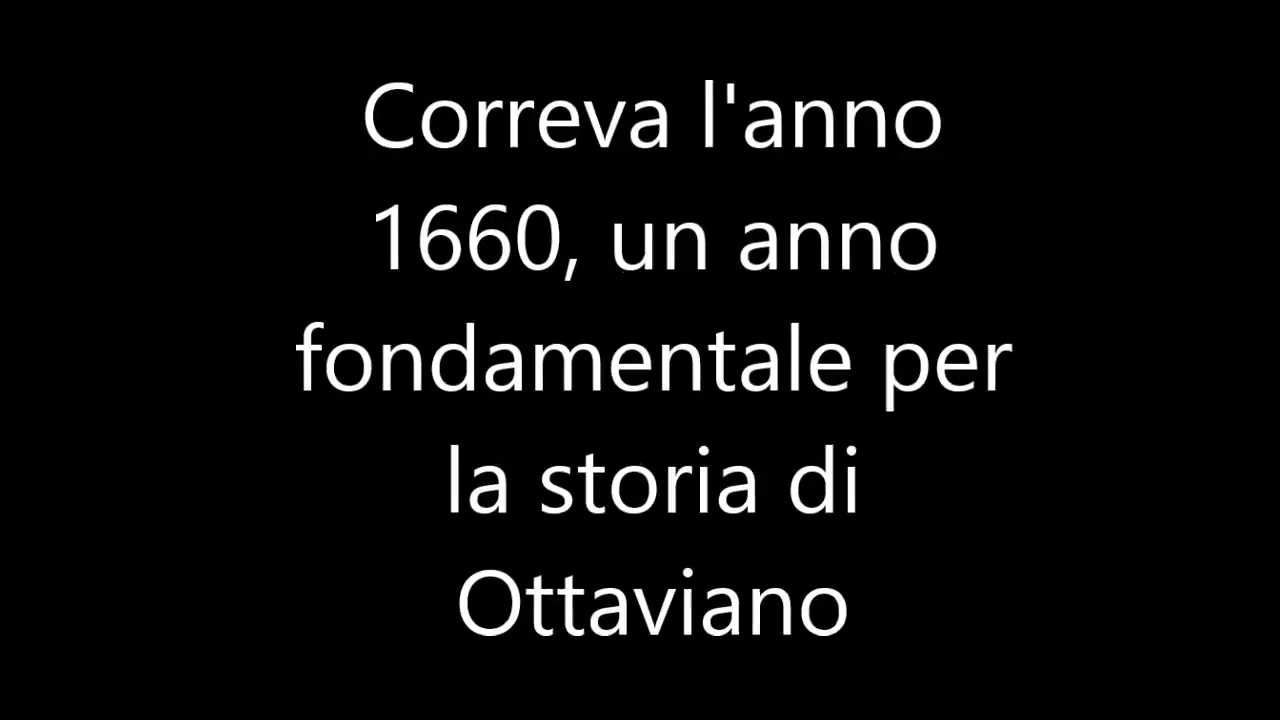 Correva l'anno
1660, un anno
fondamentale per
la storia di
Ottaviano